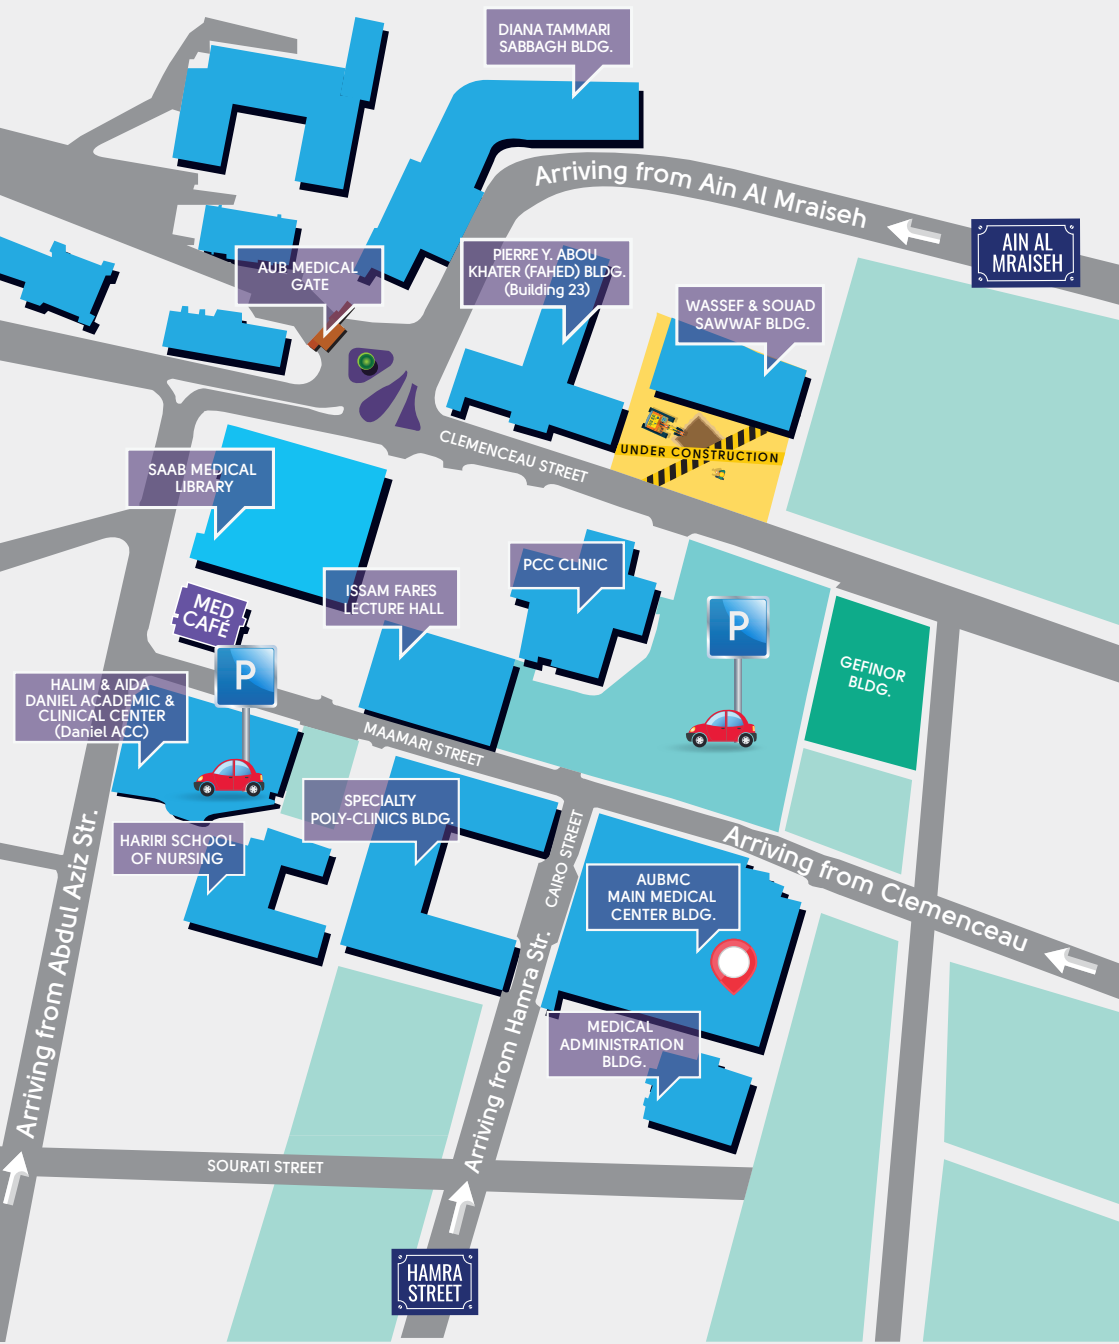 DIANA TAMMARI
SABBAGH BLDG.
Arriving from Ain Al Mraiseh
AIN AL
MRAISEH
AUB MEDICAL
GATE
PIERRE Y. ABOU
KHATER (FAHED) BLDG.
(Building 23)
WASSEF & SOUAD
SAWWAF BLDG.
UNDER CONSTRUCTION
CLEMENCEAU STREET
SAAB MEDICAL
LIBRARY
ISSAM FARES
LECTURE HALL
PCC CLINIC
MED
CAFÉ
P
P
GEFINOR
BLDG.
HALIM & AIDA
DANIEL ACADEMIC &
CLINICAL CENTER
(Daniel ACC)
MAAMARI STREET
SPECIALTY
POLY-CLINICS BLDG.
HARIRI SCHOOL
OF NURSING
CAIRO STREET
Arriving from Clemenceau
AUBMC
MAIN MEDICAL
CENTER BLDG.
Arriving from Abdul Aziz Str.
Arriving from Hamra Str.
MEDICAL
ADMINISTRATION
BLDG.
SOURATI STREET
HAMRA
STREET